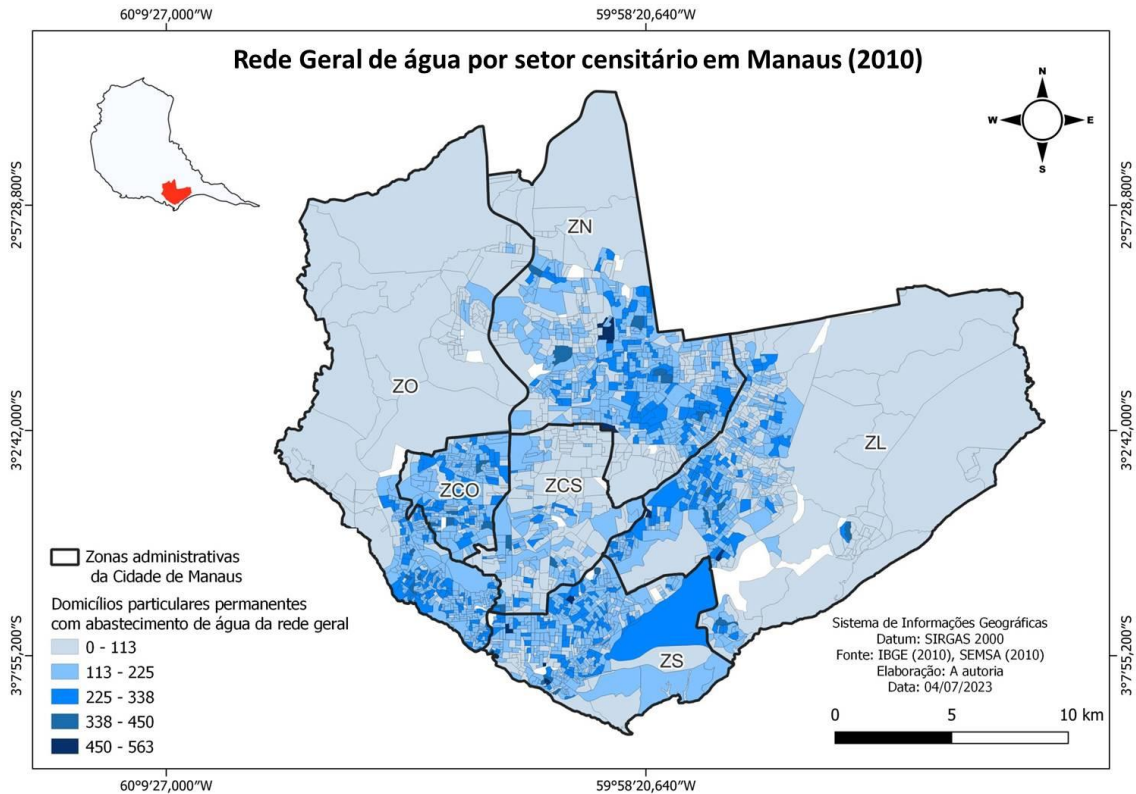 60°9′27,000″W
59°58′20,640″W
Rede Geral de água por setor censitário em Manaus (2010)
N
W
E
S
2°57′28,800″S
2°57′28,800″S
ZN
ZO
3°2′42,000″S
3°2′42,000″S
ZL
ZCO
ZCS
Zonas administrativas
da Cidade de Manaus
Domicílios particulares permanentes
com abastecimento de água da rede geral
0 - 113
113 - 225
225 - 338
338 - 450
450 - 563
ZS
Sistema de Informações Geográficas
Datum: SIRGAS 2000
Fonte: IBGE (2010), SEMSA (2010)
Elaboração: A autoria
Data: 04/07/2023
3°7′55,200″S
3°7′55,200″S
0
5
10 km
60°9′27,000″W
59°58′20,640″W